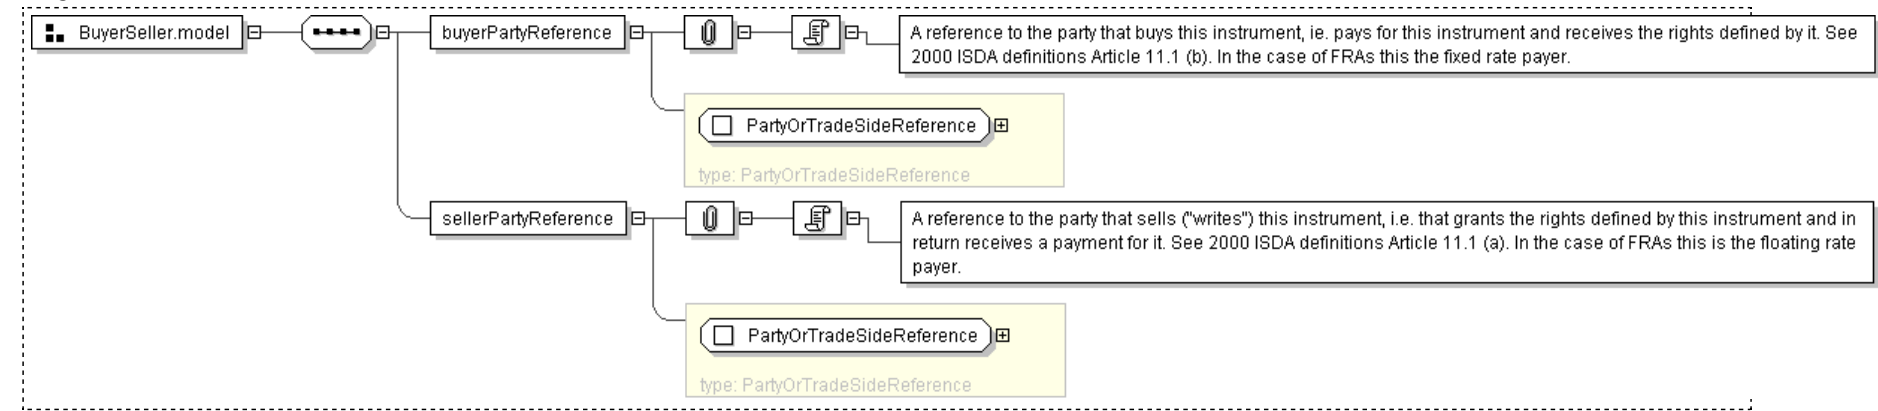 BuyerSeller.model
buyerPartyReference
A reference to the party that buys this instrument, ie. pays for this instrument and receives the rights defined by it. See
2000 ISDA definitions Article 11.1 (b). In the case of FRAs this the fixed rate payer.
PartyOrTradeSideReference
type: PartyOrTradeSideReference
sellerPartyReference
A reference to the party that sells ("writes") this instrument, i.e. that grants the rights defined by this instrument and in
return receives a payment for it. See 2000 ISDA definitions Article 11.1 (a). In the case of FRAs this is the floating rate
payer.
PartyOrTradeSideReference
type: PartyOrTradeSideReference